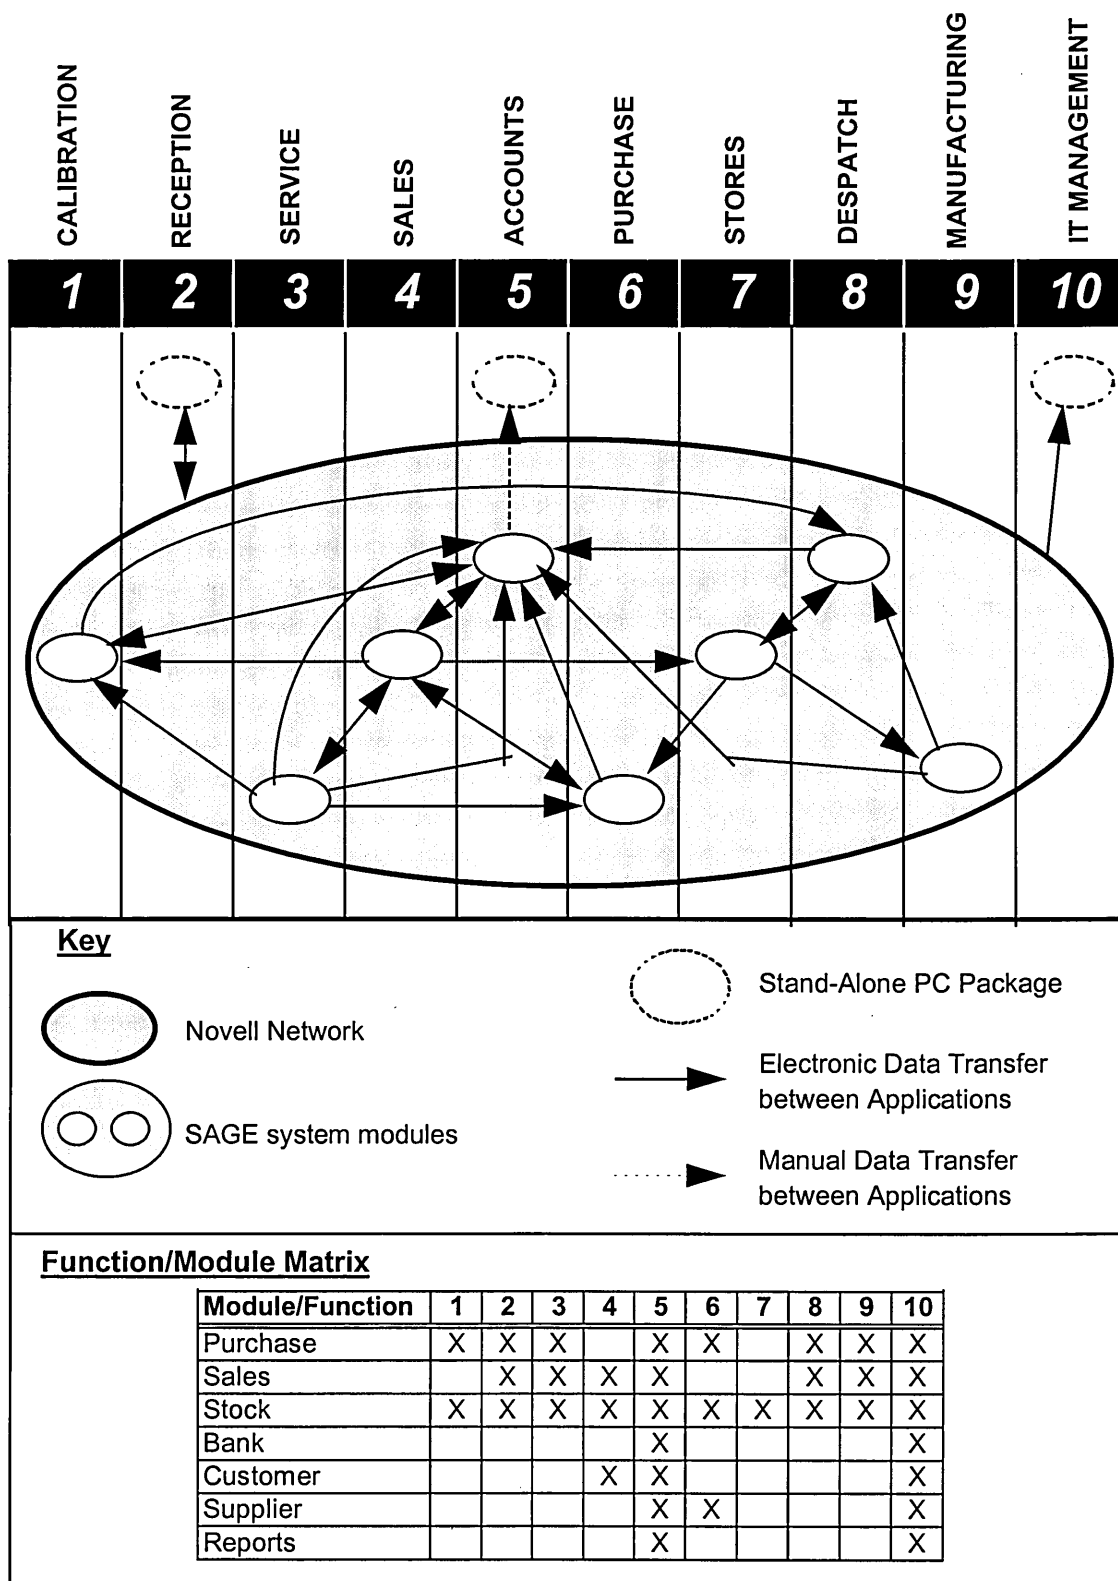 CALIBRATION
RECEPTION
SERVICE
SALES
ACCOUNTS
PURCHASE
STORES
DESPATCH
MANUFACTURING
IT MANAGEMENT
1 2 3 4 5 6 7 8 9 10
Key
Novell Network
SAGE system modules
Stand-Alone PC Package
Electronic Data Transfer
between Applications
Manual Data Transfer
between Applications
Function/Module Matrix
Module/Function 1 2 3 4 5 6 7 8 9 10
Purchase X X X X X X X X
Sales X X X X X X X
Stock X X X X X X X X X X
Bank X X
Customer X X X
Supplier X X X
Reports X X